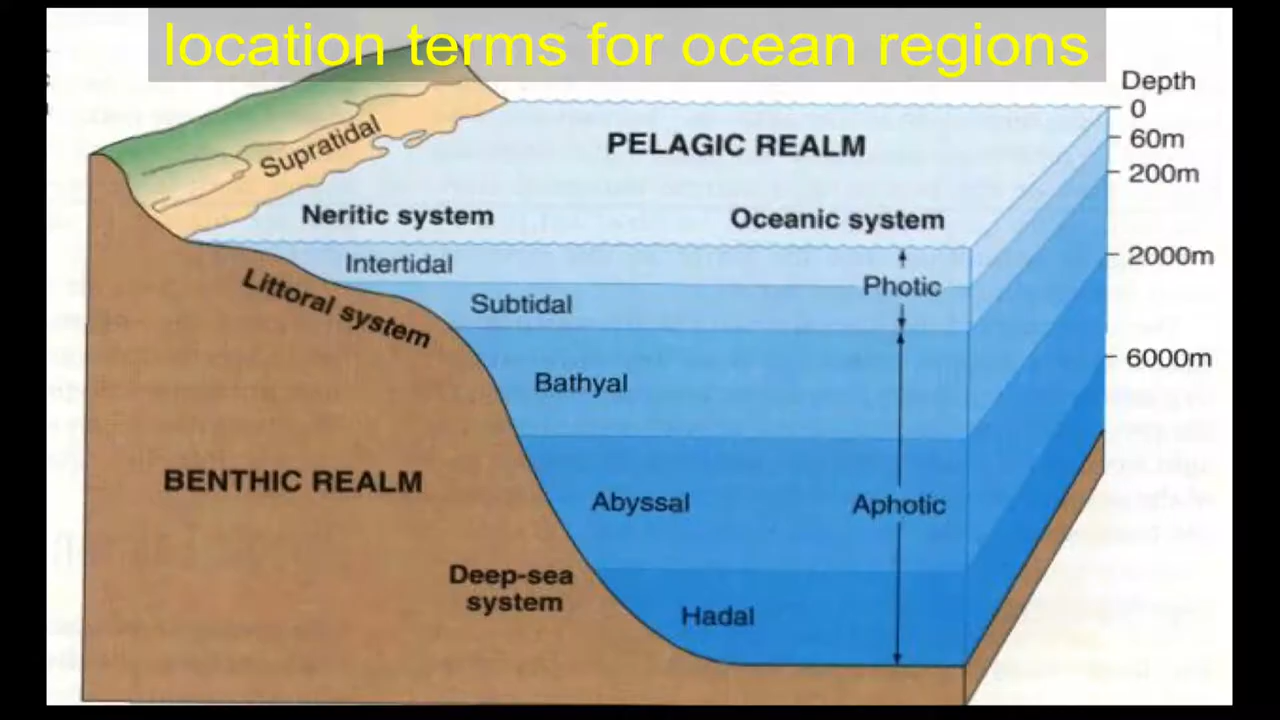 location terms for ocean regions
Depth
0
60m
200m
2000m
6000m
Supratidal
PELAGIC REALM
Neritic system
Oceanic system
Intertidal
Photic
Littoral system
Subtidal
Bathyal
BENTHIC REALM
Abyssal
Aphotic
Deep-sea
system
Hadal